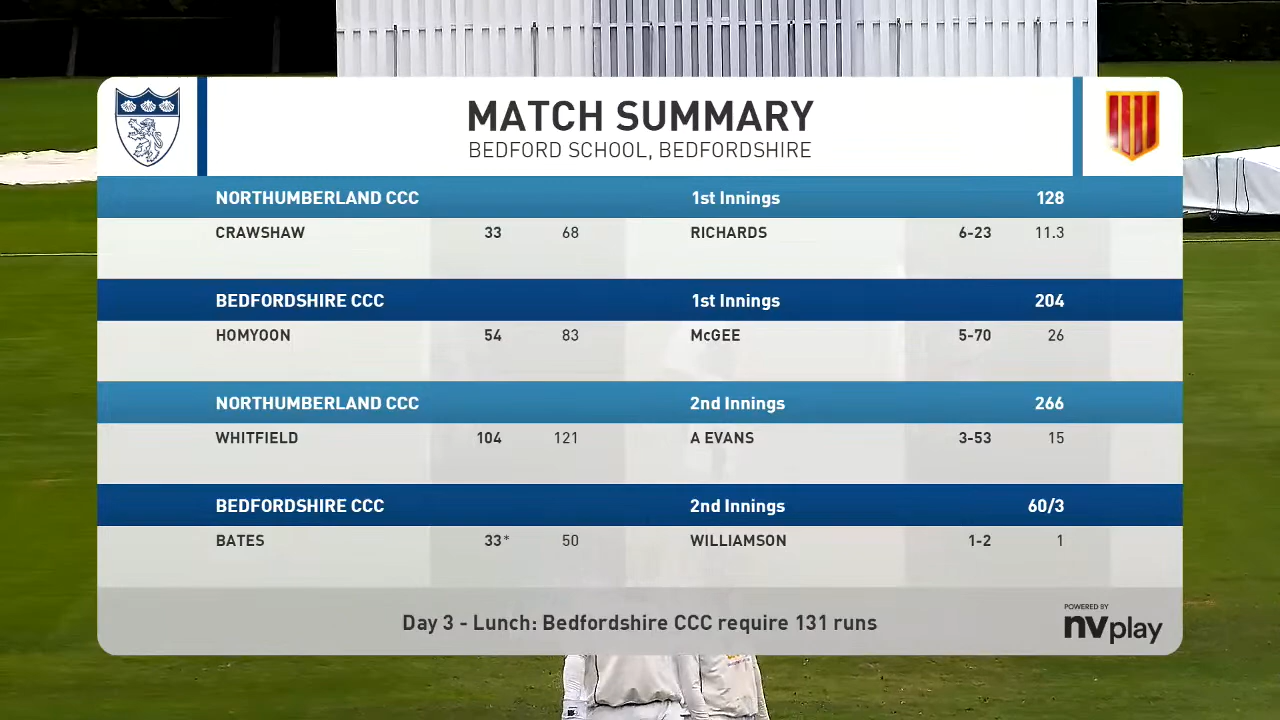 MATCH SUMMARY
BEDFORD SCHOOL, BEDFORDSHIRE
NORTHUMBERLAND CCC 1st Innings 128
CRAWSHAW 33 68 RICHARDS 6-23 11.3
BEDFORDSHIRE CCC 1st Innings 204
HOMYOON 54 83 McGEE 5-70 26
NORTHUMBERLAND CCC 2nd Innings 266
WHITFIELD 104 121 A EVANS 3-53 15
BEDFORDSHIRE CCC 2nd Innings 60/3
BATES 33* 50 WILLIAMSON 1-2 1
Day 3 - Lunch: Bedfordshire CCC require 131 runs
POWERED BY
nvplay